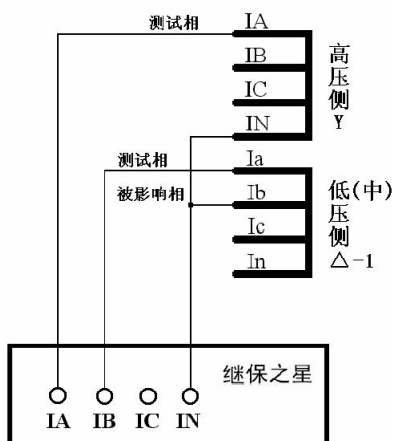 测试相
IA
IB
IC
IN
高
压
侧
Y
测试相
被影响相
Ia
Ib
Ic
In
低(中)
压
侧
△-1
继保之星
IA IB IC IN